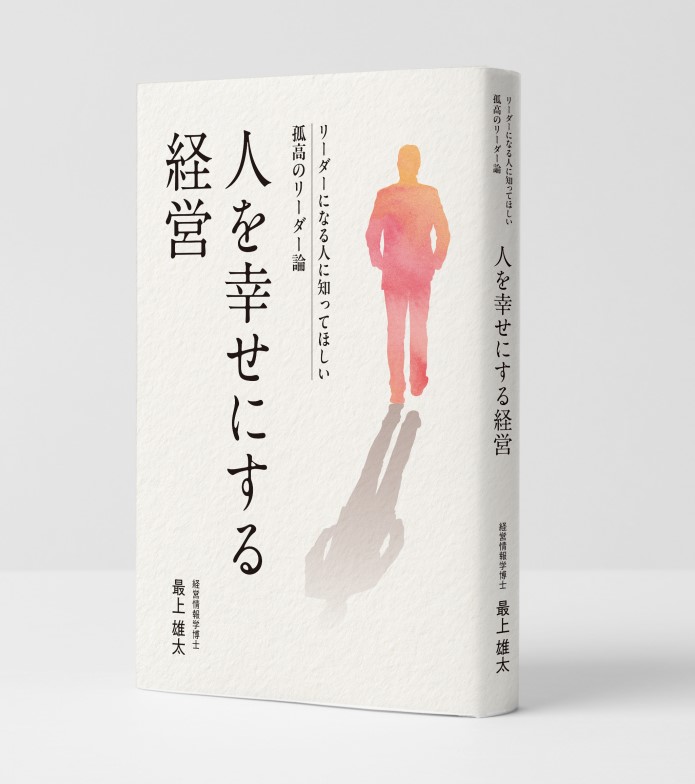 リーダーになる人に知ってほしい
孤高のリーダー論
人を幸せにする
経営
経営情報学博士
最上 雄太
リーダーになる人に知ってほしい
孤高のリーダー論
人を幸せにする経営
経営情報学博士
最上 雄太